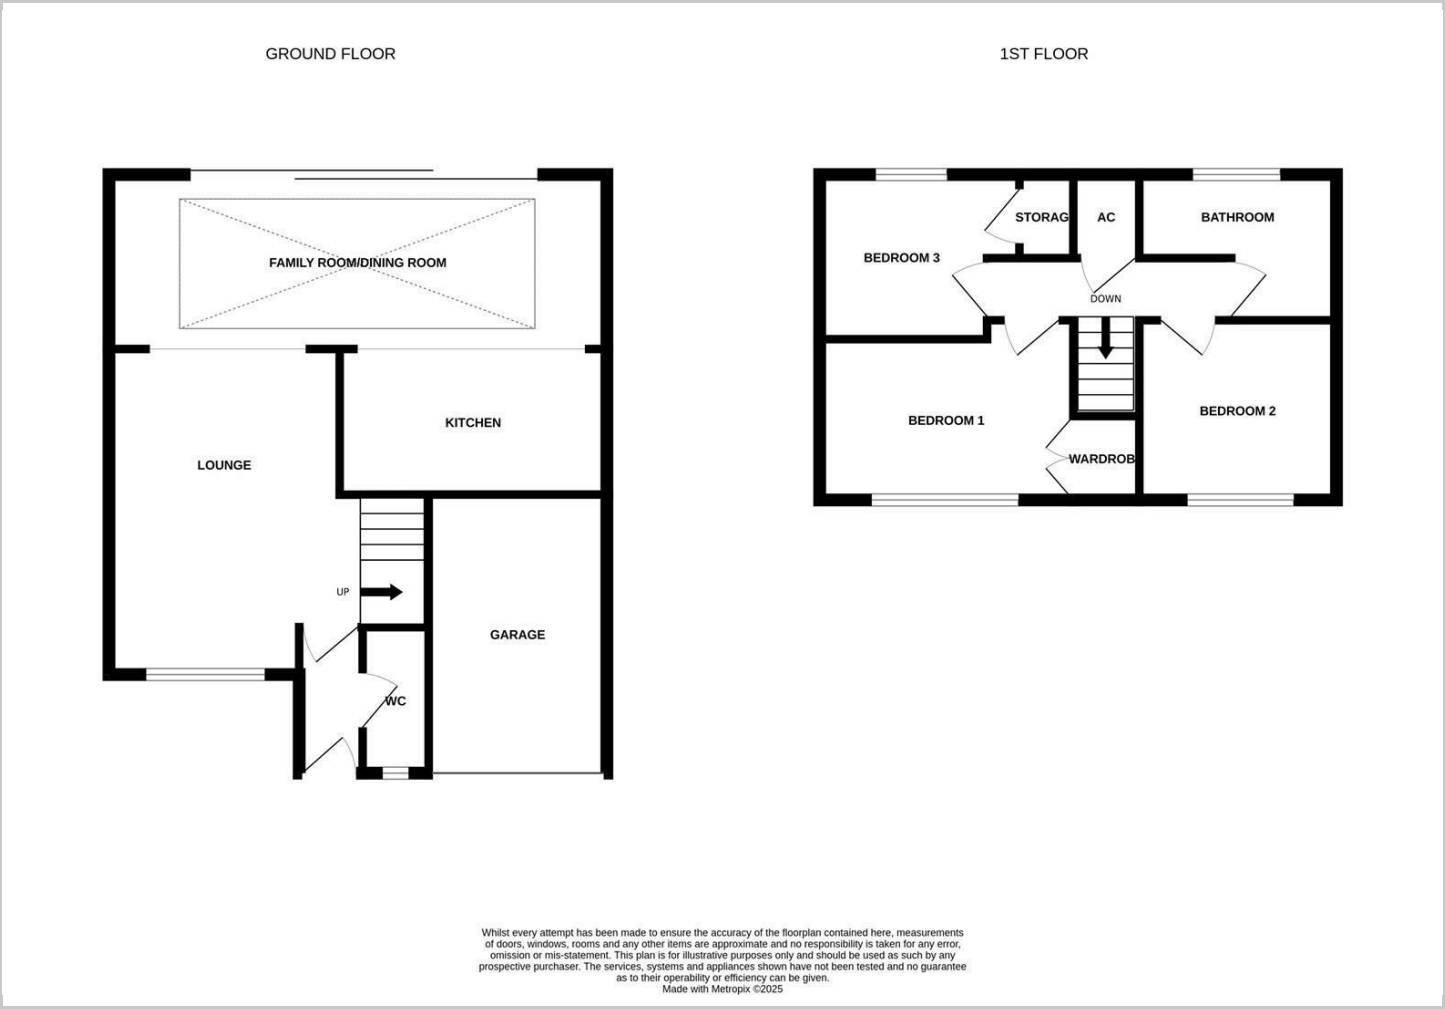 GROUND FLOOR
1ST FLOOR
FAMILY ROOM/DINING ROOM
KITCHEN
LOUNGE
UP
GARAGE
WC
STORAG
AC
BATHROOM
BEDROOM 3
DOWN
BEDROOM 1
BEDROOM 2
WARDROB
Whilst every attempt has been made to ensure the accuracy of the floorplan contained here, measurements
of doors, windows, rooms and any other items are approximate and no responsibility is taken for any error,
omission or mis-statement. This plan is for illustrative purposes only and should be used as such by any
prospective purchaser. The services, systems and appliances shown have not been tested and no guarantee
as to their operability or efficiency can be given.
Made with Metropix ©2025